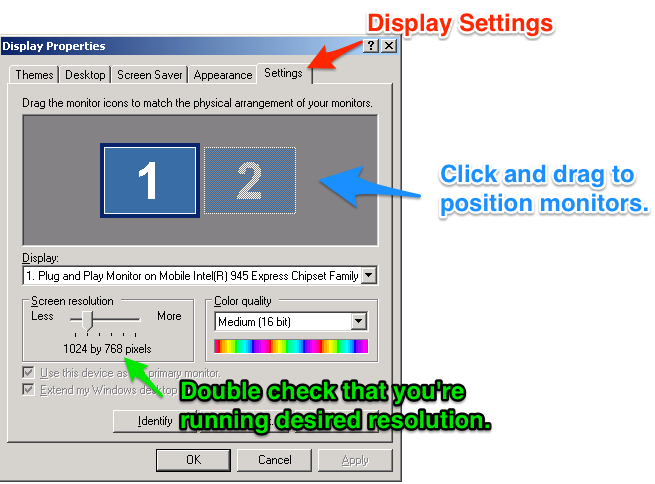 Display Settings
Display Properties
Themes Desktop Screen Saver Appearance Settings
Drag the monitor icons to match the physical arrangement of your monitors.
1 2
Click and drag to
position monitors.
Display:
1. Plug and Play Monitor on Mobile Intel(R) 945 Express Chipset Family
Screen resolution
Less More
1024 by 768 pixels
Color quality
Medium (16 bit)
Use this device as primary monitor.
Extend my Windows desktop
Double check that you're
running desired resolution.
Identify
OK Cancel Apply